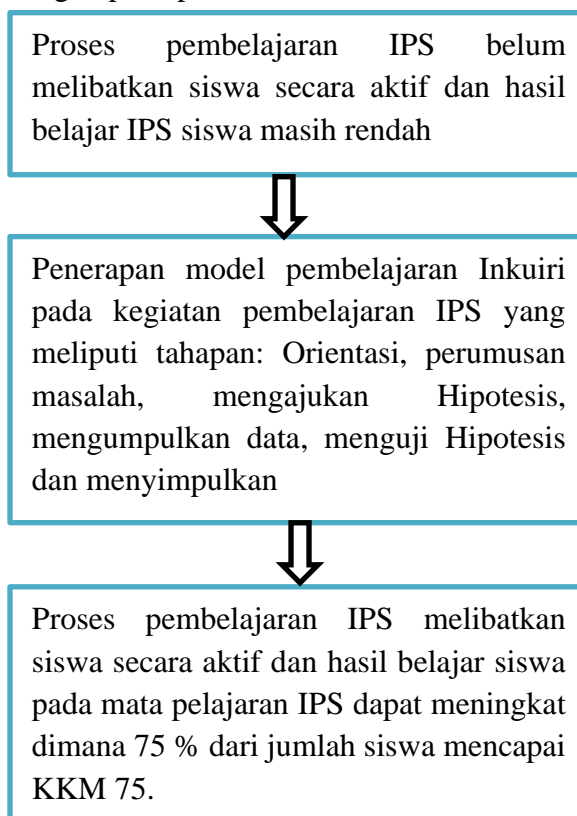 Proses pembelajaran IPS belum
melibatkan siswa secara aktif dan hasil
belajar IPS siswa masih rendah
Penerapan model pembelajaran Inkuiri
pada kegiatan pembelajaran IPS yang
meliputi tahapan: Orientasi, perumusan
masalah, mengajukan Hipotesis,
mengumpulkan data, menguji Hipotesis
dan menyimpulkan
Proses pembelajaran IPS melibatkan
siswa secara aktif dan hasil belajar siswa
pada mata pelajaran IPS dapat meningkat
dimana 75 % dari jumlah siswa mencapai
KKM 75.